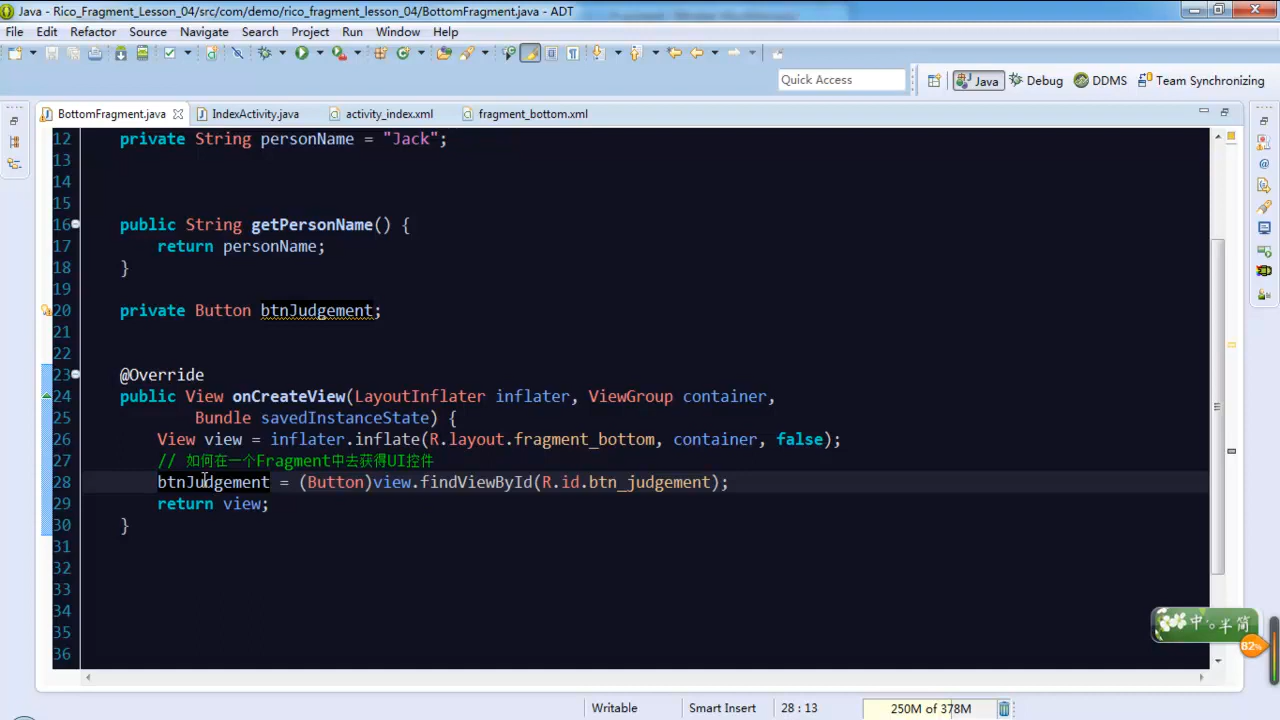 Java - Rico_Fragment_Lesson_04/src/com/demo/rico_fragment_lesson_04/BottomFragment.java - ADT
File Edit Refactor Source Navigate Search Project Run Window Help
Quick Access
Java Debug DDMS Team Synchronizing
BottomFragment.java IndexActivity.java activity_index.xml fragment_bottom.xml
12 private String personName = "Jack";
13
14
15
16 public String getPersonName() {
17 return personName;
18 }
19
20 private Button btnJudgement;
21
22
23 @Override
24 public View onCreateView(LayoutInflater inflater, ViewGroup container,
25 Bundle savedInstanceState) {
26 View view = inflater.inflate(R.layout.fragment_bottom, container, false);
27 // 如何在一个Fragment中去获得UI控件
28 btnJudgement = (Button)view.findViewById(R.id.btn_judgement);
29 return view;
30 }
31
32
33
34
35
36
中 半 简
82%
Writable Smart Insert 28 : 13 250M of 378M